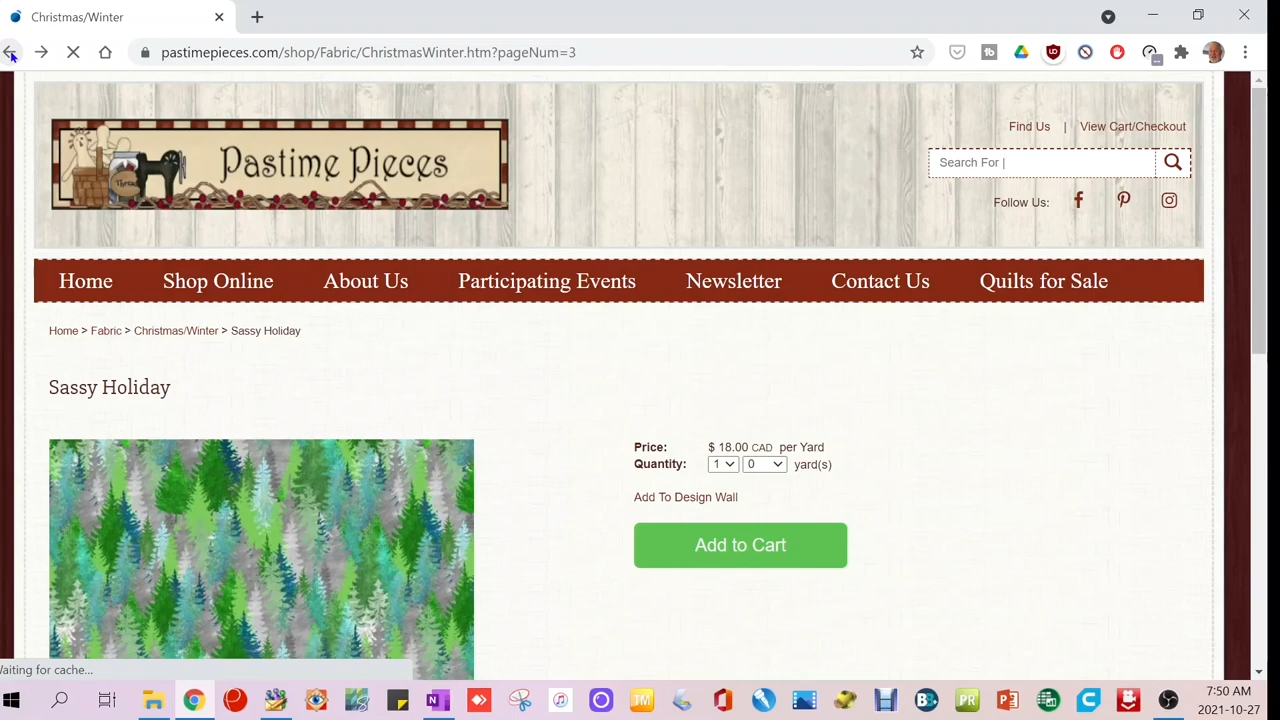 Christmas/Winter
pastimepieces.com/shop/Fabric/ChristmasWinter.htm?pageNum=3
Pastime Pieces
Thread
Find Us | View Cart/Checkout
Search For |
Follow Us:
Home Shop Online About Us Participating Events Newsletter Contact Us Quilts for Sale
Home > Fabric > Christmas/Winter > Sassy Holiday
Sassy Holiday
Price: $ 18.00 CAD per Yard
Quantity: 1 0 yard(s)
Add To Design Wall
Add to Cart
Waiting for cache...
7:50 AM
2021-10-27